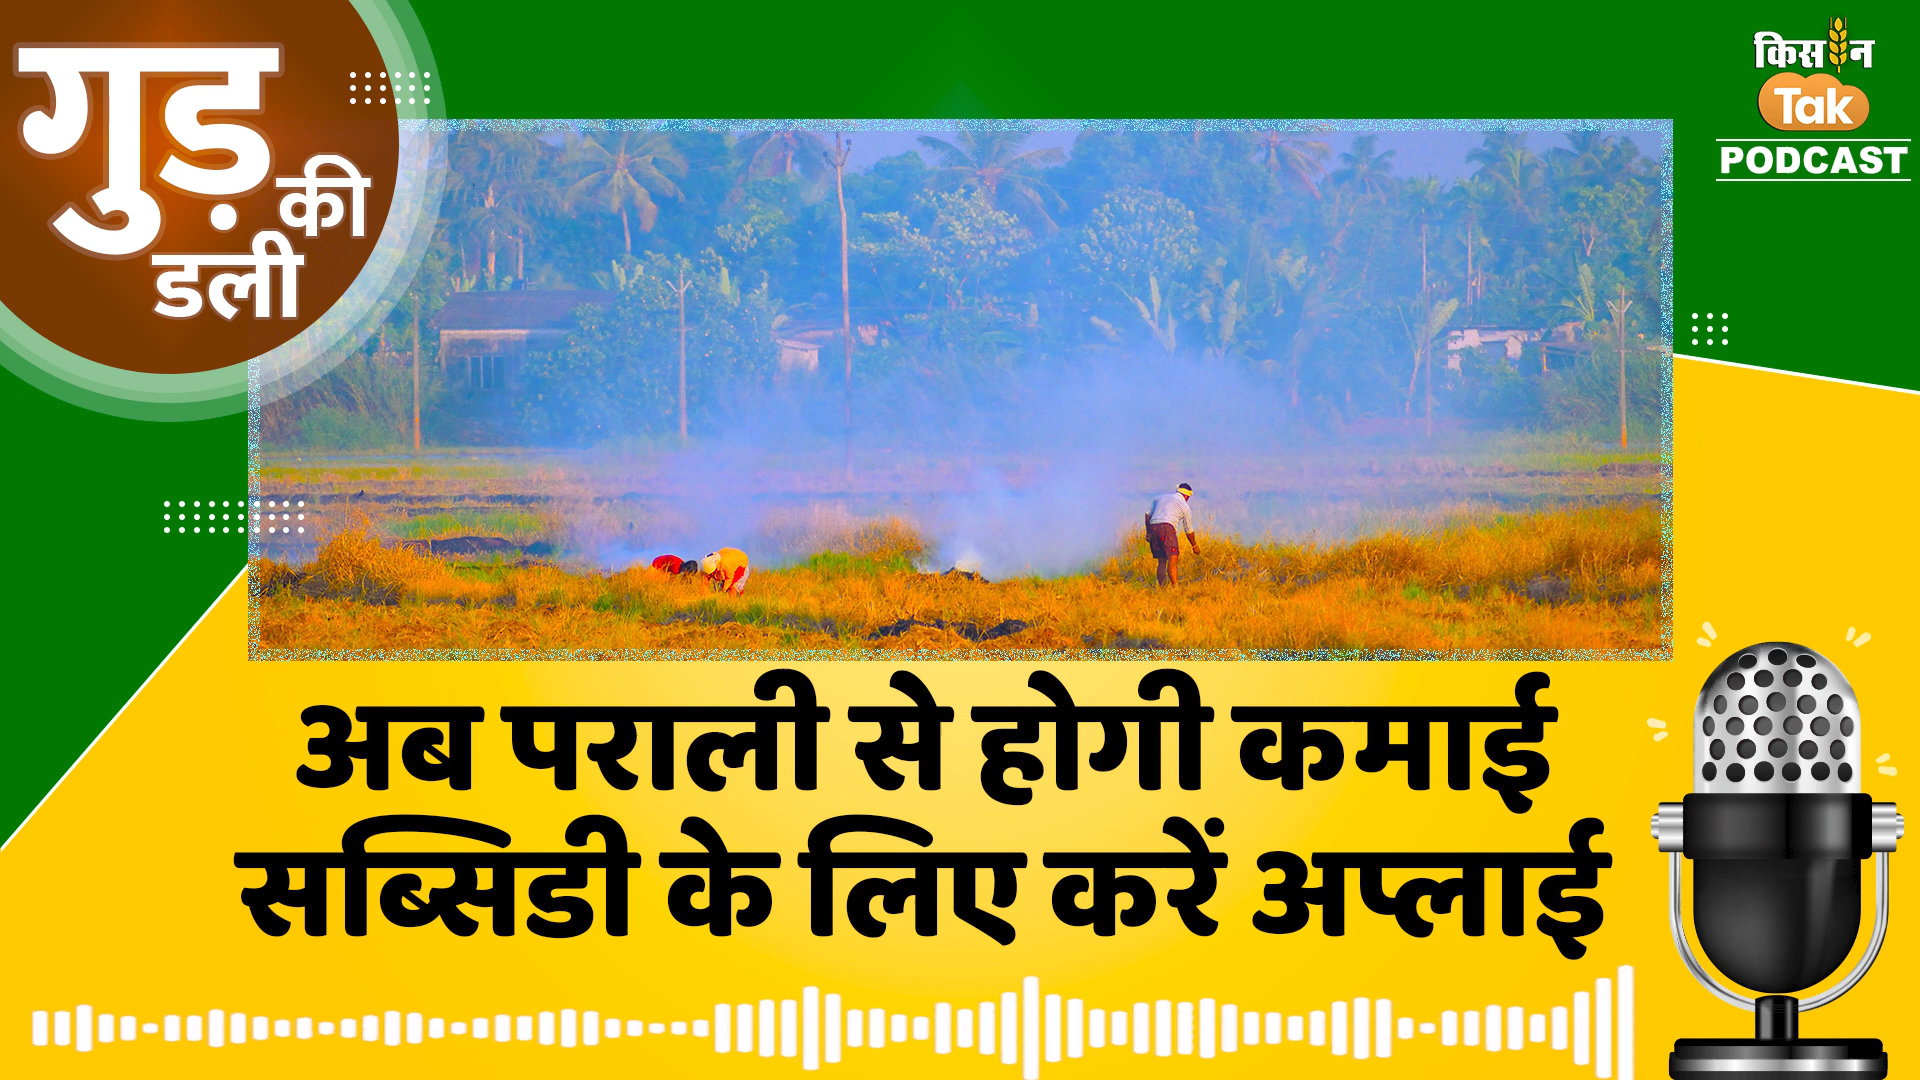 गुड़
की
डली
किसान
Tak
PODCAST
अब पराली से होगी कमाई
सब्सिडी के लिए करें अप्लाई